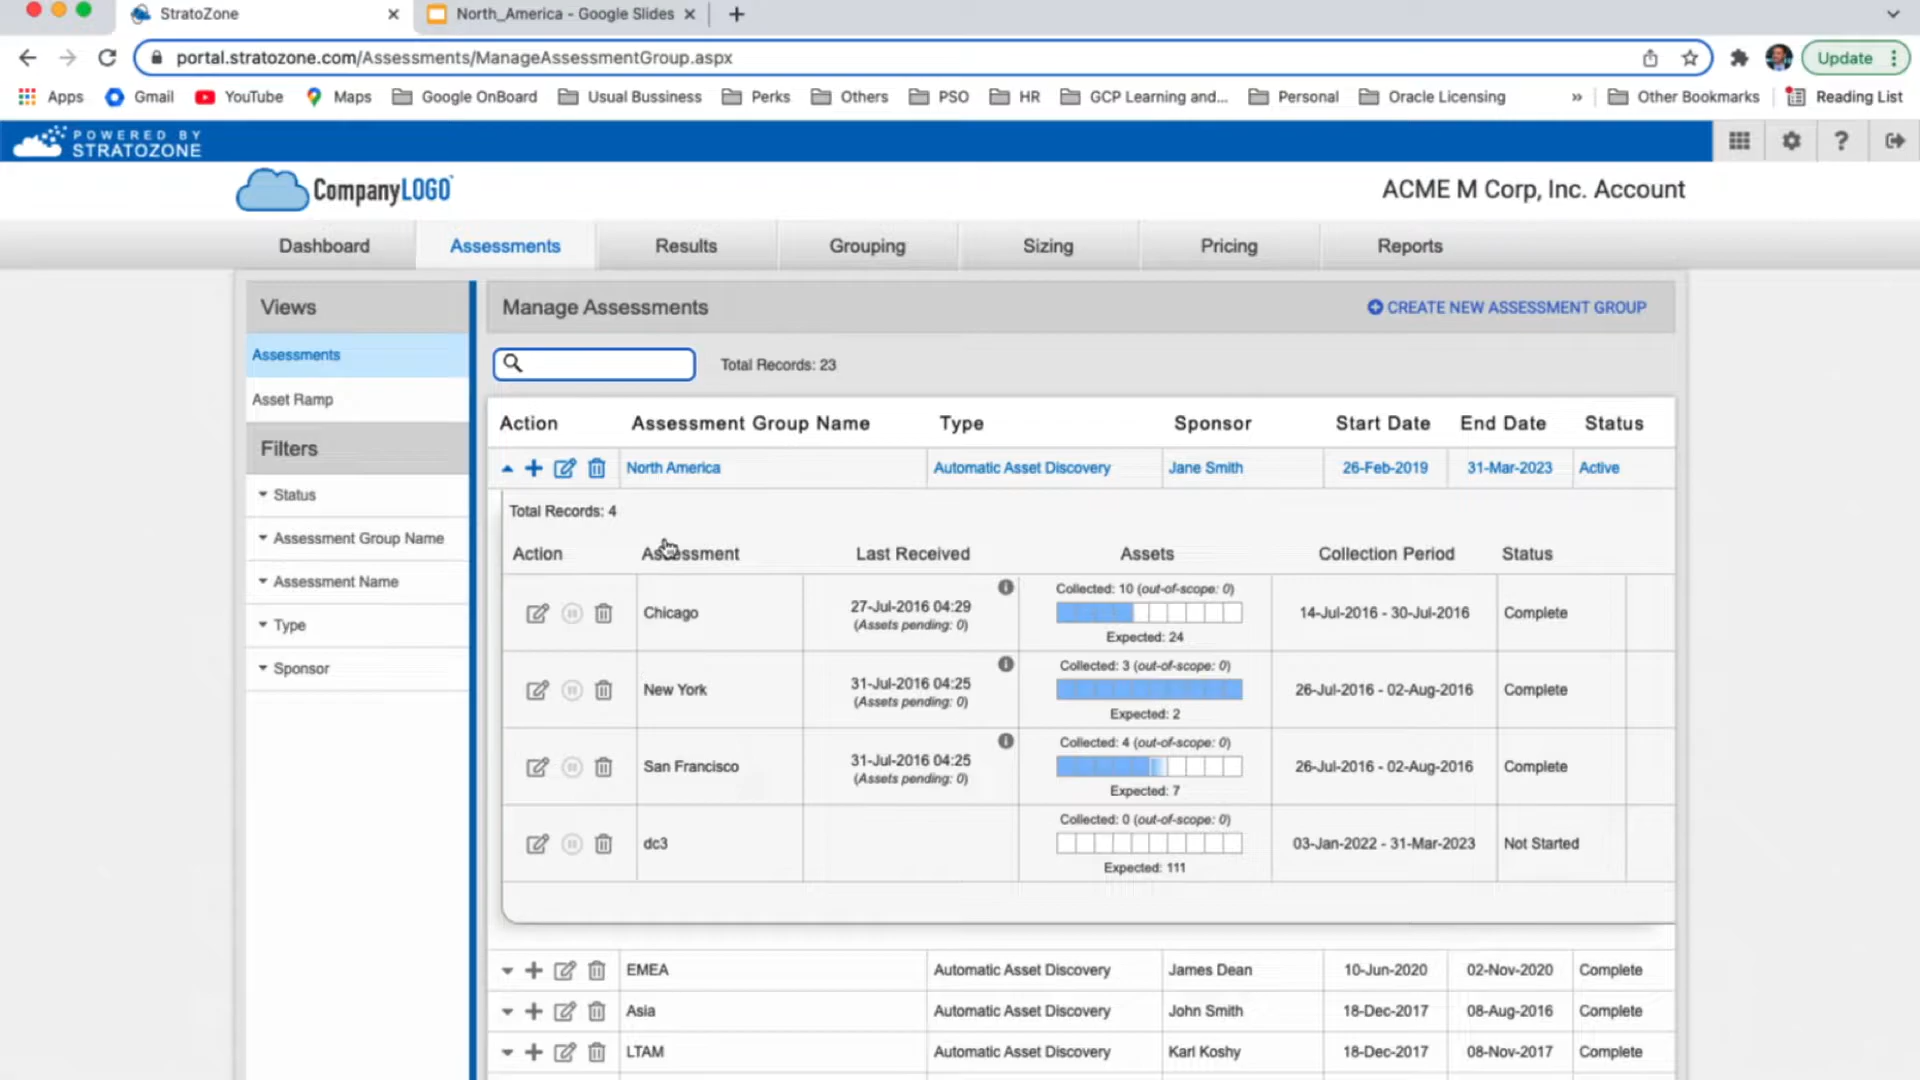 StratoZone
North_America - Google Slides
portal.stratozone.com/Assessments/ManageAssessmentGroup.aspx
Update
Apps Gmail YouTube Maps Google OnBoard Usual Bussiness Perks Others PSO HR GCP Learning and... Personal Oracle Licensing » Other Bookmarks Reading List
POWERED BY
STRATOZONE
CompanyLOGO
ACME M Corp, Inc. Account
Dashboard Assessments Results Grouping Sizing Pricing Reports
Views
Assessments
Asset Ramp
Filters
Status
Assessment Group Name
Assessment Name
Type
Sponsor
Manage Assessments
CREATE NEW ASSESSMENT GROUP
Total Records: 23
Action Assessment Group Name Type Sponsor Start Date End Date Status
North America Automatic Asset Discovery Jane Smith 26-Feb-2019 31-Mar-2023 Active
Total Records: 4
Action Assessment Last Received Assets Collection Period Status
Collected: 10 (out-of-scope: 0)
Chicago 27-Jul-2016 04:29 14-Jul-2016 - 30-Jul-2016 Complete
(Assets pending: 0)
Expected: 24
Collected: 3 (out-of-scope: 0)
New York 31-Jul-2016 04:25 26-Jul-2016 - 02-Aug-2016 Complete
(Assets pending: 0)
Expected: 2
Collected: 4 (out-of-scope: 0)
San Francisco 31-Jul-2016 04:25 26-Jul-2016 - 02-Aug-2016 Complete
(Assets pending: 0)
Expected: 7
Collected: 0 (out-of-scope: 0)
dc3 03-Jan-2022 - 31-Mar-2023 Not Started
Expected: 111
EMEA Automatic Asset Discovery James Dean 10-Jun-2020 02-Nov-2020 Complete
Asia Automatic Asset Discovery John Smith 18-Dec-2017 08-Aug-2016 Complete
LTAM Automatic Asset Discovery Karl Koshy 18-Dec-2017 08-Nov-2017 Complete